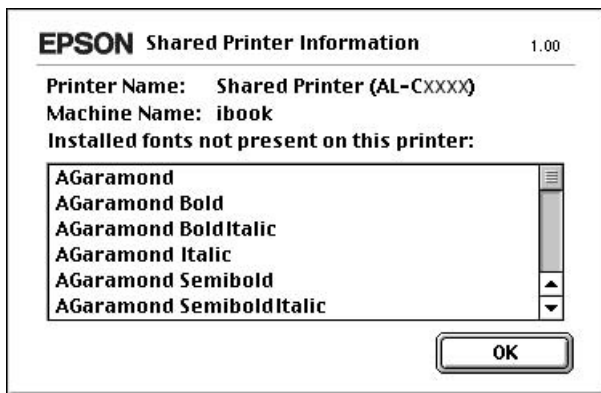 EPSON Shared Printer Information 1.00
Printer Name: Shared Printer (AL-CXXXX)
Machine Name: ibook
Installed fonts not present on this printer:
AGaramond
AGaramond Bold
AGaramond BoldItalic
AGaramond Italic
AGaramond Semibold
AGaramond SemiboldItalic
OK